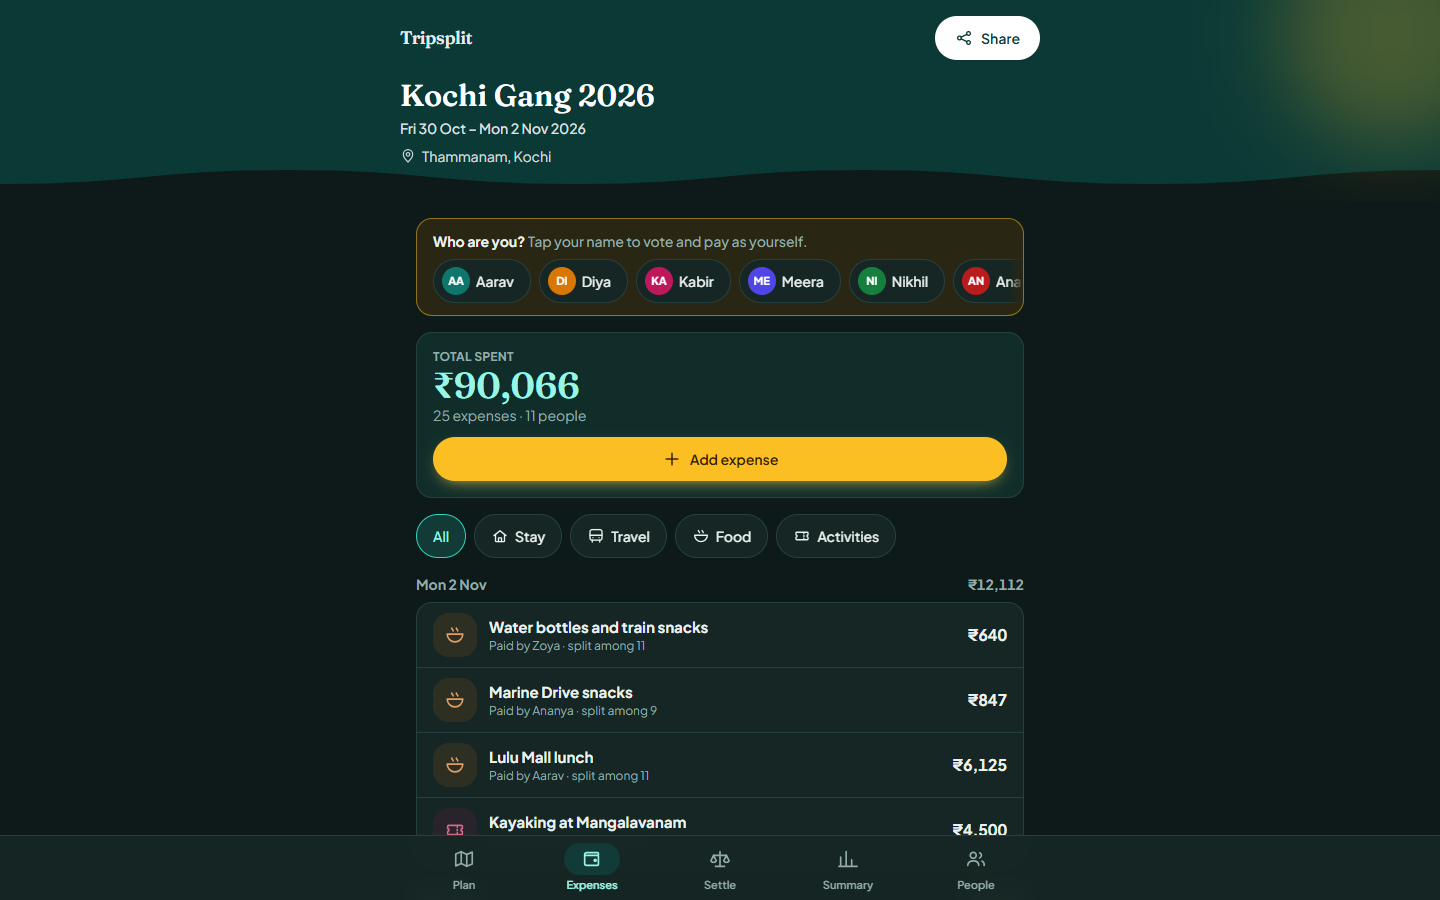 Tripsplit
Share
Kochi Gang 2026
Fri 30 Oct – Mon 2 Nov 2026
Thammanam, Kochi
Who are you? Tap your name to vote and pay as yourself.
AA Aarav DI Diya KA Kabir ME Meera NI Nikhil AN Ana
TOTAL SPENT
₹90,066
25 expenses · 11 people
Add expense
All Stay Travel Food Activities
Mon 2 Nov ₹12,112
Water bottles and train snacks
Paid by Zoya · split among 11
₹640
Marine Drive snacks
Paid by Ananya · split among 9
₹847
Lulu Mall lunch
Paid by Aarav · split among 11
₹6,125
Kayaking at Mangalavanam
₹4,500
Plan Expenses Settle Summary People